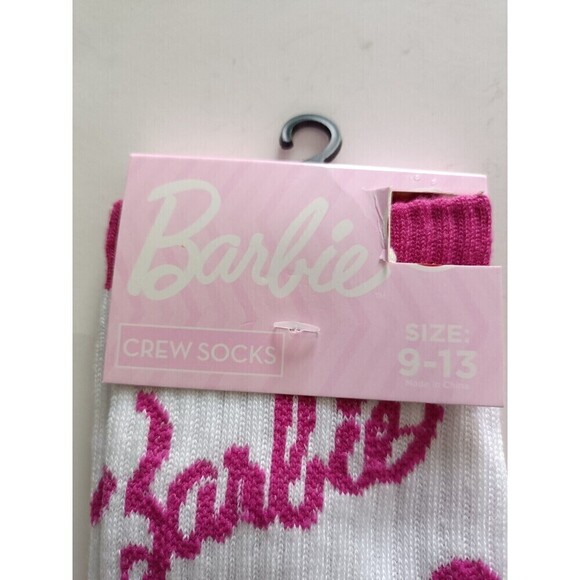 Barbie
CREW SOCKS
SIZE:
9-13
Made in China
Barbie